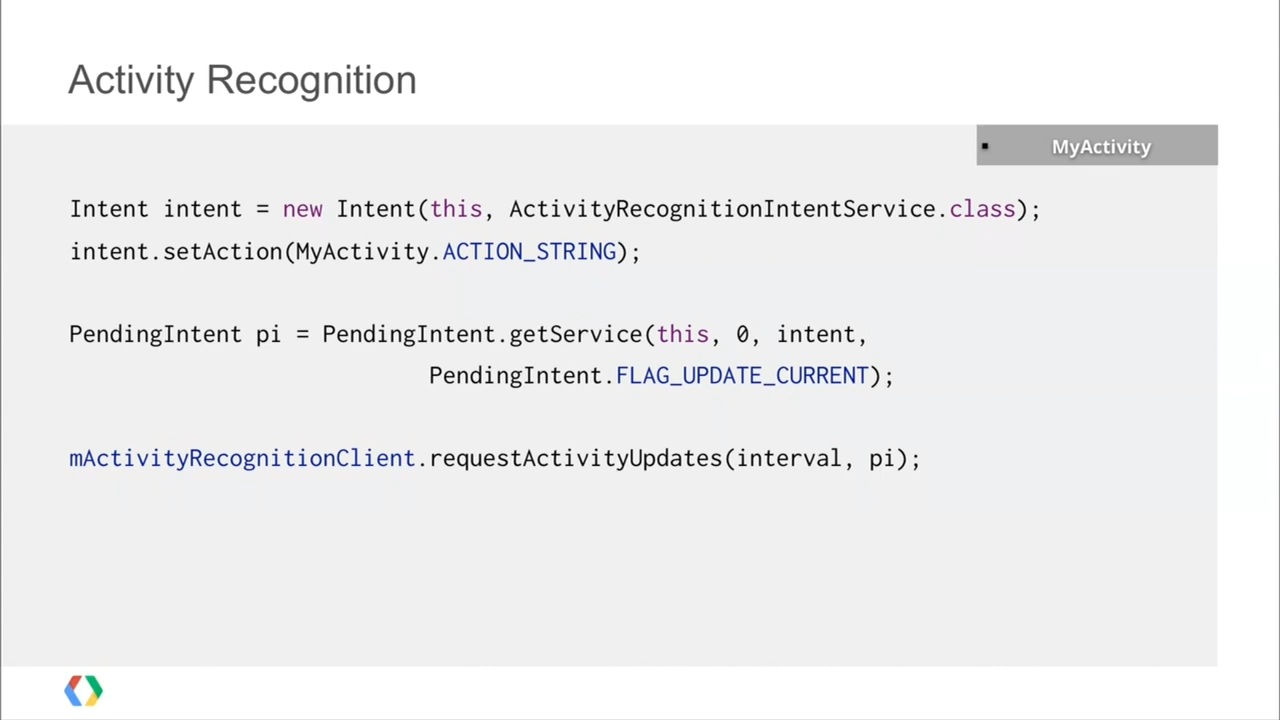 Activity Recognition
MyActivity
Intent intent = new Intent(this, ActivityRecognitionIntentService.class);
intent.setAction(MyActivity.ACTION_STRING);
PendingIntent pi = PendingIntent.getService(this, 0, intent,
PendingIntent.FLAG_UPDATE_CURRENT);
mActivityRecognitionClient.requestActivityUpdates(interval, pi);